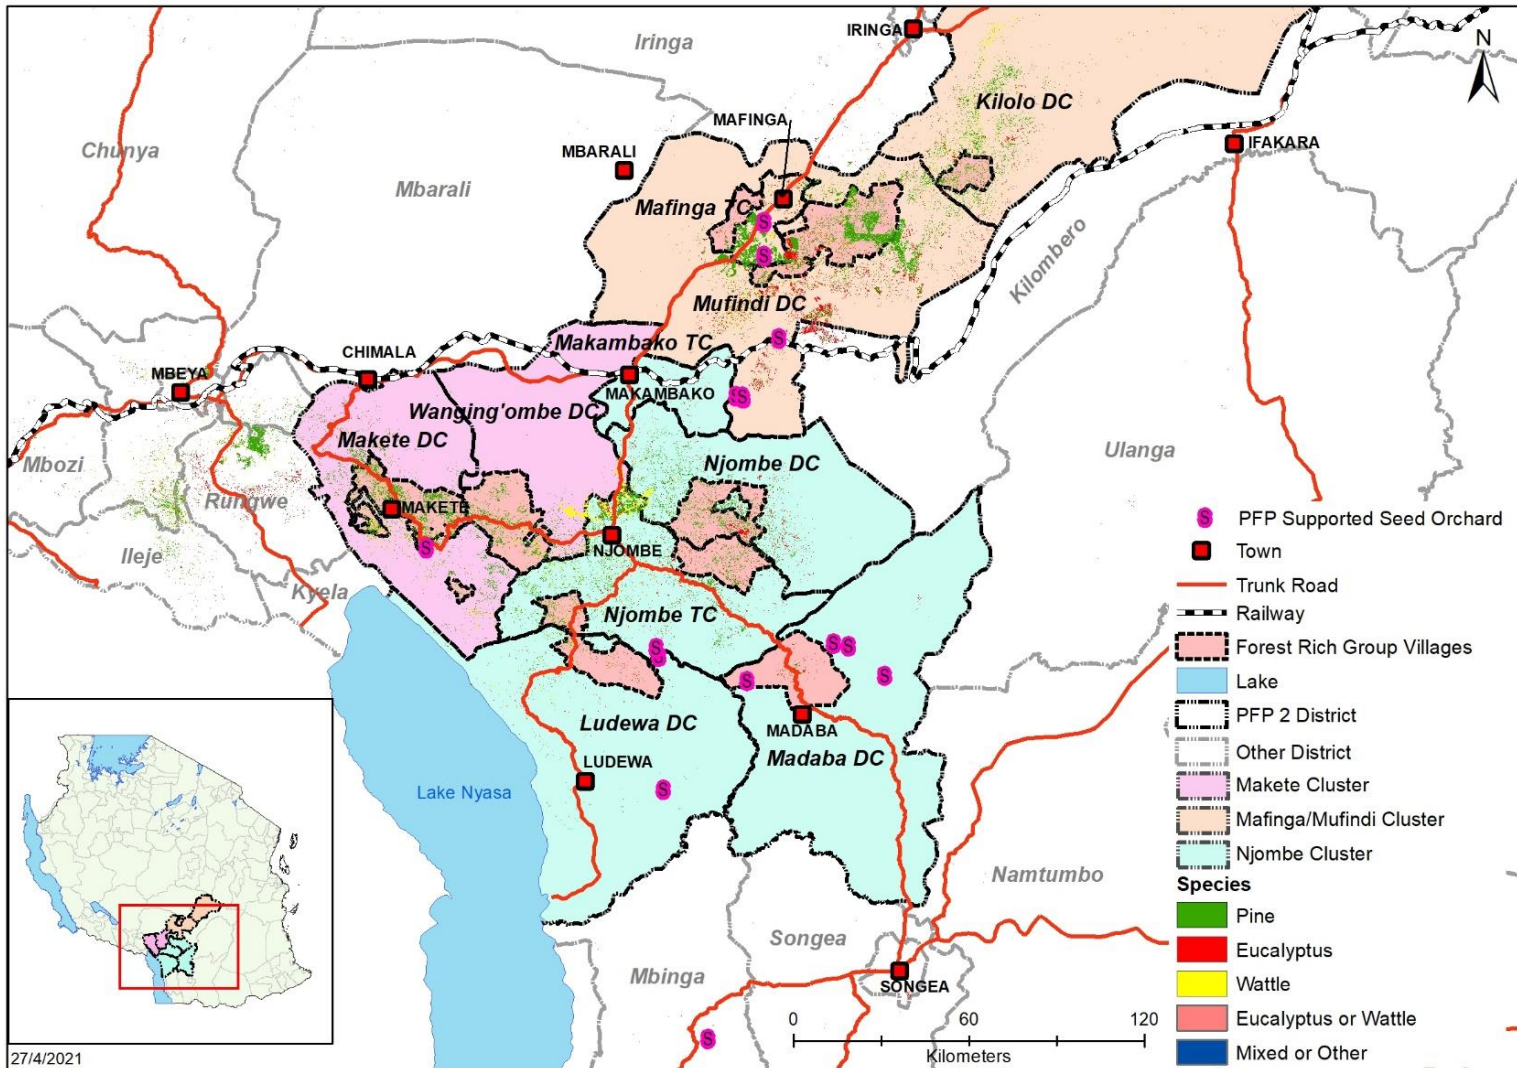 IRINGA
Iringa
N
Kilolo DC
MAFINGA
IFAKARA
Chunya
MBARALI
Mbarali
Mafinga TC
S
S
Kilombero
Mufindi DC
Makambako TC
S
CHIMALA
MBEYA
MAKAMBAKO
S
S
Wanging'ombe DC
Makete DC
Mbozi
Njombe DC
Ulanga
Rungwe
MAKETE
S
NJOMBE
Ileje
Kyela
Njombe TC
S
S
S
S
S
S
Ludewa DC
MADABA
Madaba DC
LUDEWA
S
Lake Nyasa
Namtumbo
Songea
Mbinga
SONGEA
S
0 60 120
Kilometers
27/4/2021
S PFP Supported Seed Orchard
Town
Trunk Road
Railway
Forest Rich Group Villages
Lake
PFP 2 District
Other District
Makete Cluster
Mafinga/Mufindi Cluster
Njombe Cluster
Species
Pine
Eucalyptus
Wattle
Eucalyptus or Wattle
Mixed or Other